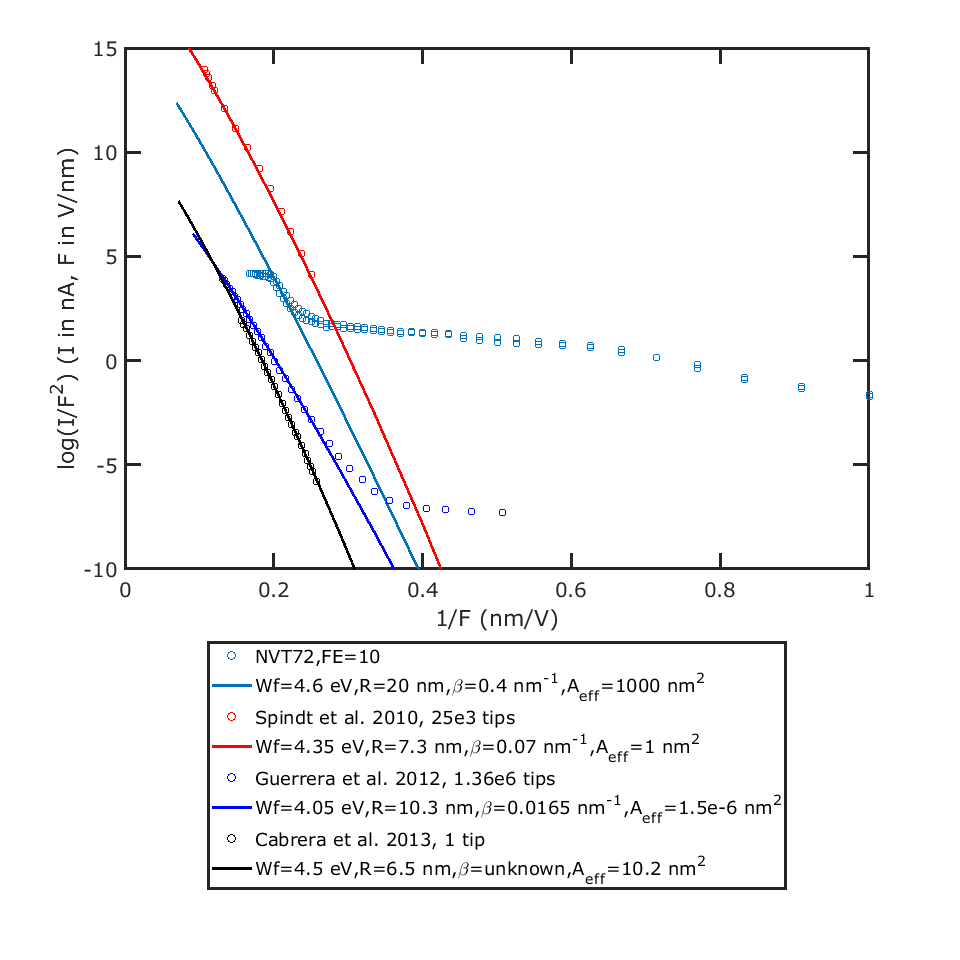 15
10
5
0
-5
-10
log(I/F2) (I in nA, F in V/nm)
0 0.2 0.4 0.6 0.8 1
1/F (nm/V)
NVT72,FE=10
Wf=4.6 eV,R=20 nm,β=0.4 nm-1,Aeff=1000 nm2
Spindt et al. 2010, 25e3 tips
Wf=4.35 eV,R=7.3 nm,β=0.07 nm-1,Aeff=1 nm2
Guerrera et al. 2012, 1.36e6 tips
Wf=4.05 eV,R=10.3 nm,β=0.0165 nm-1,Aeff=1.5e-6 nm2
Cabrera et al. 2013, 1 tip
Wf=4.5 eV,R=6.5 nm,β=unknown,Aeff=10.2 nm2